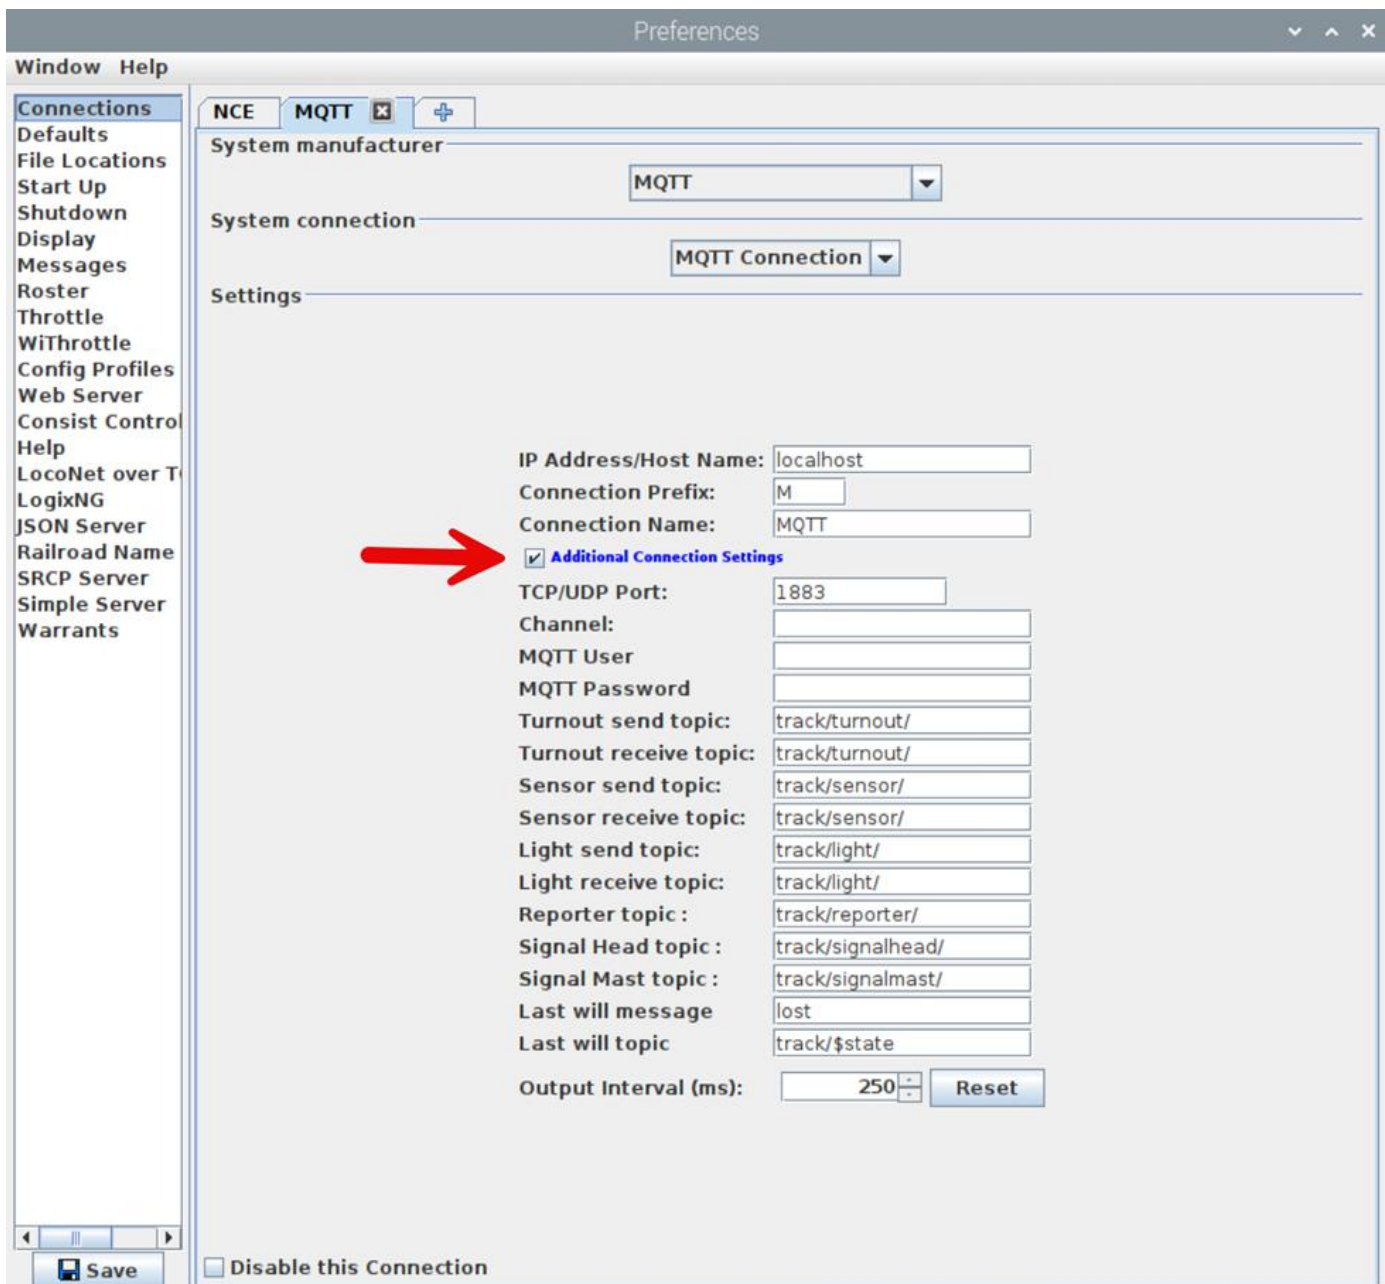 Preferences
Window Help
Connections
Defaults
File Locations
Start Up
Shutdown
Display
Messages
Roster
Throttle
WiThrottle
Config Profiles
Web Server
Consist Control
Help
LocoNet over T
LogixNG
JSON Server
Railroad Name
SRCP Server
Simple Server
Warrants
Save
NCE MQTT
System manufacturer
MQTT
System connection
MQTT Connection
Settings
IP Address/Host Name: localhost
Connection Prefix: M
Connection Name: MQTT
Additional Connection Settings
TCP/UDP Port: 1883
Channel:
MQTT User
MQTT Password
Turnout send topic: track/turnout/
Turnout receive topic: track/turnout/
Sensor send topic: track/sensor/
Sensor receive topic: track/sensor/
Light send topic: track/light/
Light receive topic: track/light/
Reporter topic : track/reporter/
Signal Head topic : track/signalhead/
Signal Mast topic : track/signalmast/
Last will message lost
Last will topic track/$state
Output Interval (ms): 250 Reset
Disable this Connection